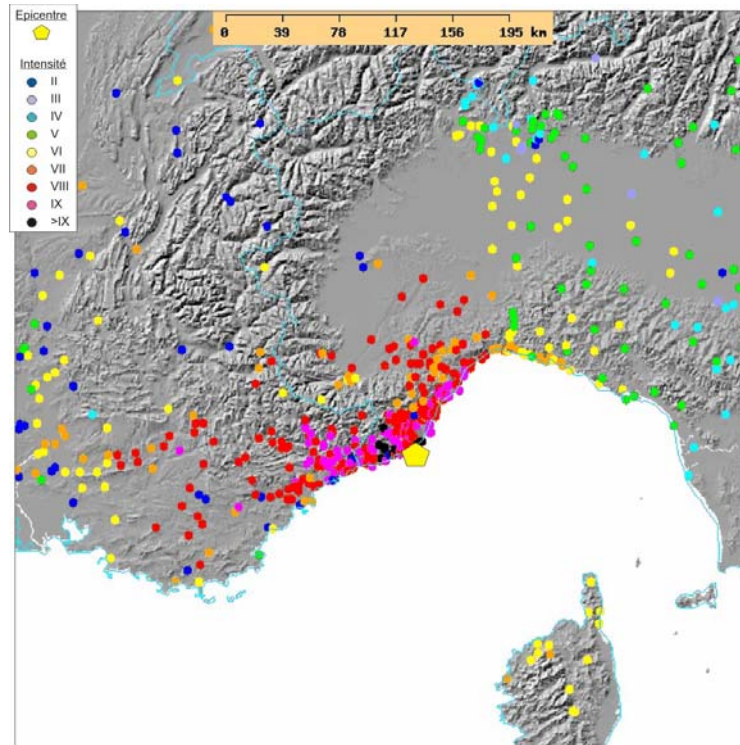 Epicentre
0 39 78 117 156 195 km
Intensité
II
III
IV
V
VI
VII
VIII
IX
>IX